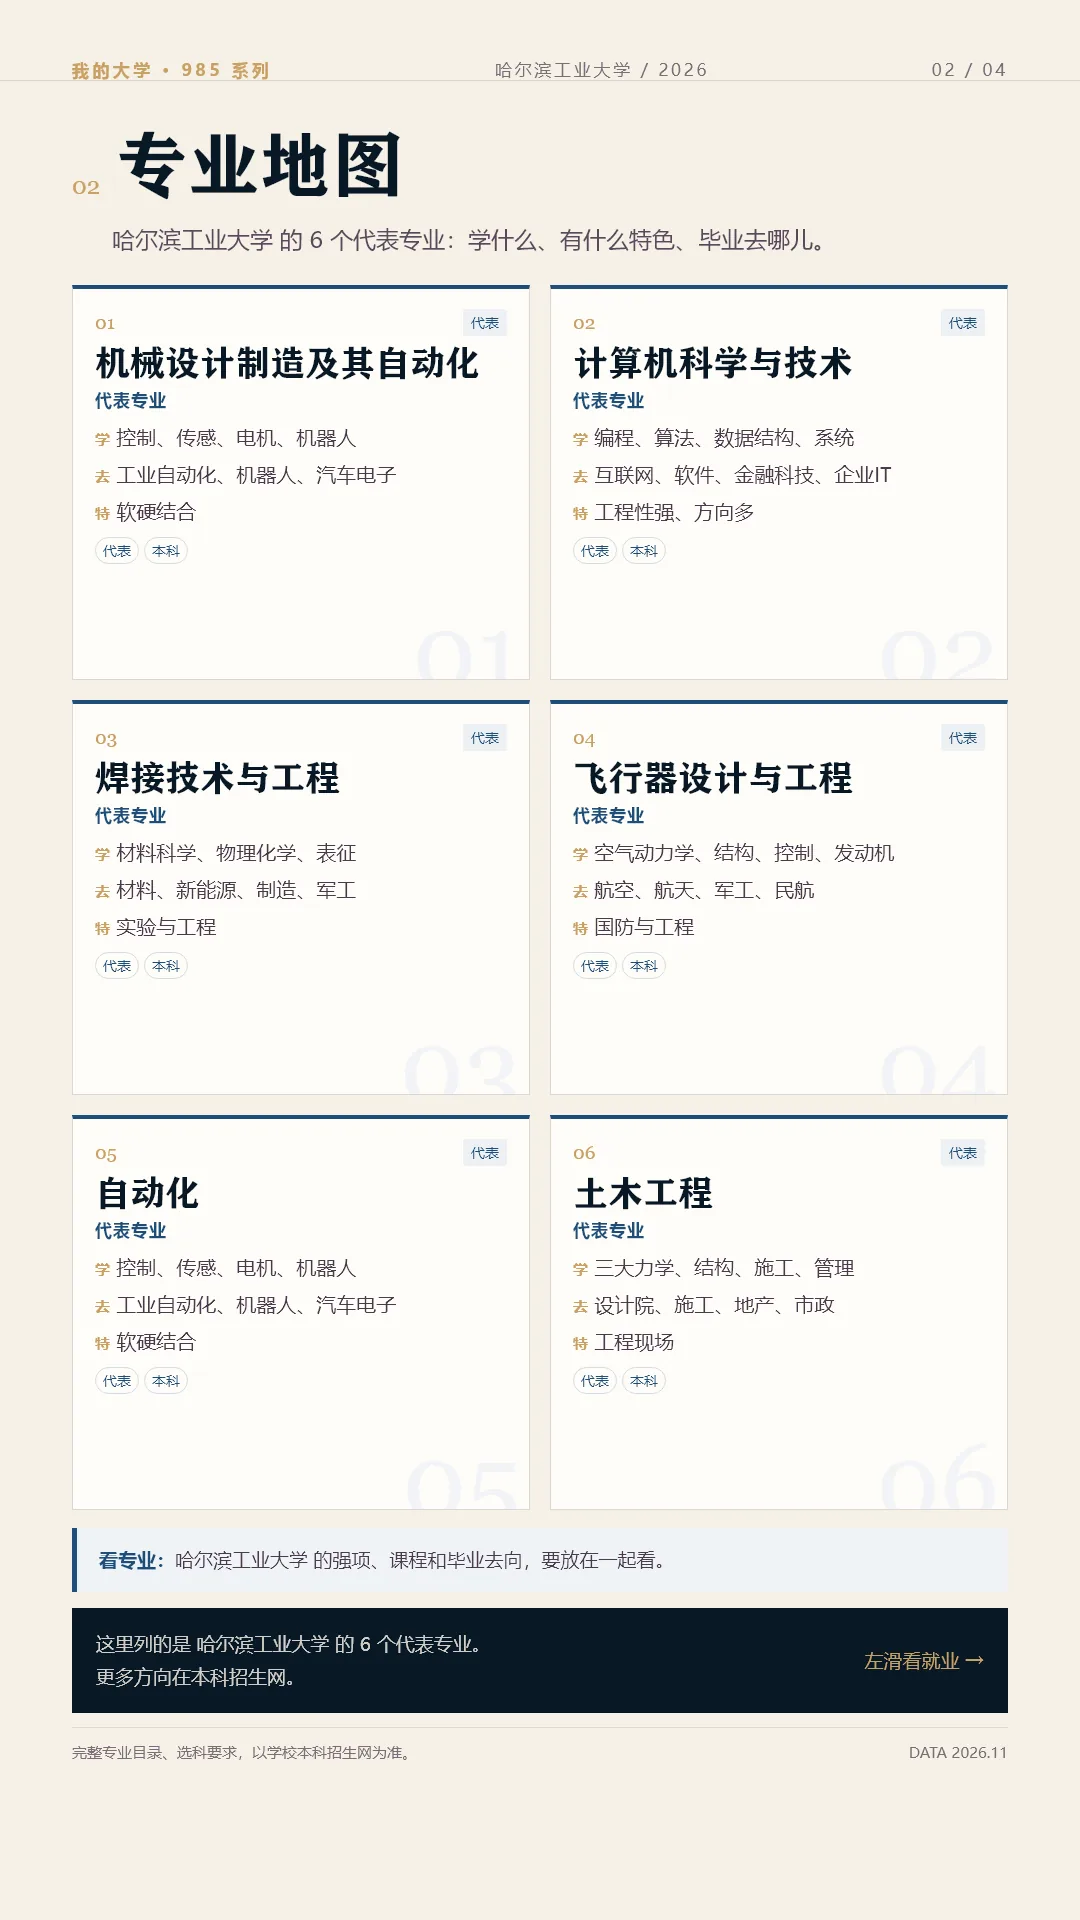 我的大学 • 985 系列
哈尔滨工业大学 / 2026
02 / 04
02 专业地图
哈尔滨工业大学 的 6 个代表专业：学什么、有什么特色、毕业去哪儿。
01
代表
机械设计制造及其自动化
代表专业
学 控制、传感、电机、机器人
去 工业自动化、机器人、汽车电子
特 软硬结合
代表 本科
01
02
代表
计算机科学与技术
代表专业
学 编程、算法、数据结构、系统
去 互联网、软件、金融科技、企业IT
特 工程性强、方向多
代表 本科
02
03
代表
焊接技术与工程
代表专业
学 材料科学、物理化学、表征
去 材料、新能源、制造、军工
特 实验与工程
代表 本科
03
04
代表
飞行器设计与工程
代表专业
学 空气动力学、结构、控制、发动机
去 航空、航天、军工、民航
特 国防与工程
代表 本科
04
05
代表
自动化
代表专业
学 控制、传感、电机、机器人
去 工业自动化、机器人、汽车电子
特 软硬结合
代表 本科
05
06
代表
土木工程
代表专业
学 三大力学、结构、施工、管理
去 设计院、施工、地产、市政
特 工程现场
代表 本科
06
看专业：哈尔滨工业大学 的强项、课程和毕业去向，要放在一起看。
这里列的是 哈尔滨工业大学 的 6 个代表专业。
更多方向在本科招生网。
左滑看就业 →
完整专业目录、选科要求，以学校本科招生网为准。
DATA 2026.11